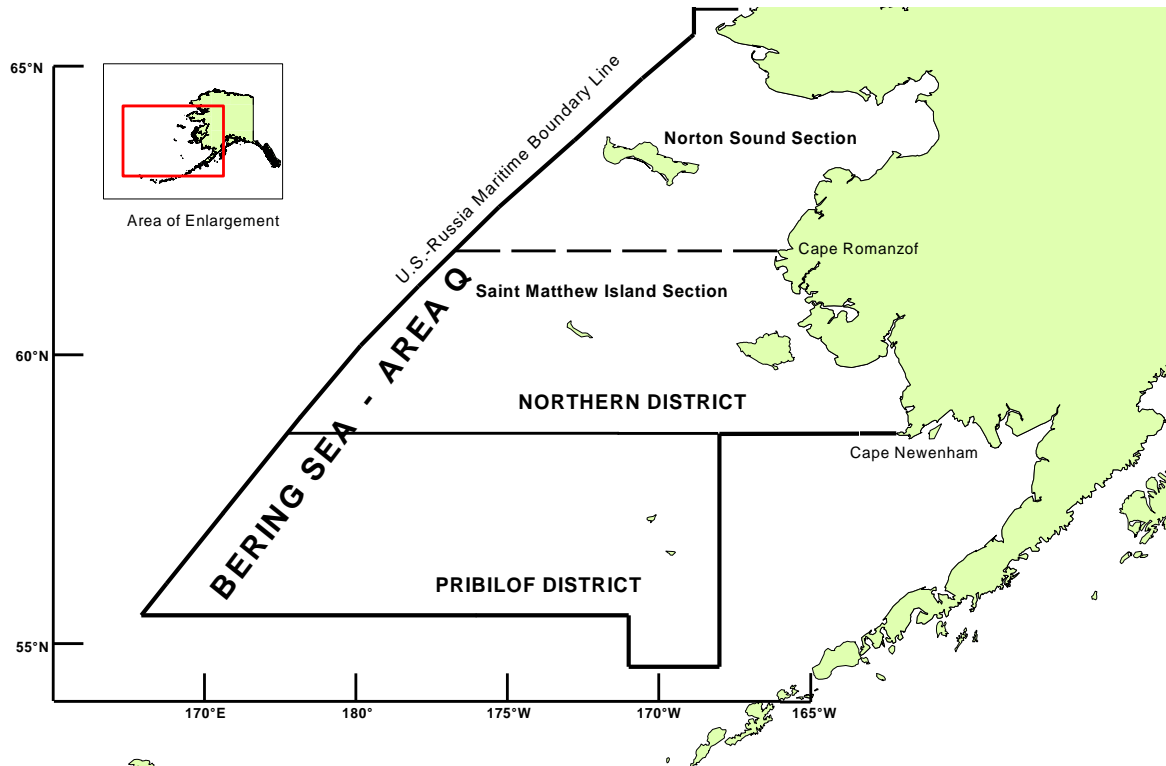 65°N
U.S.-Russia Maritime Boundary Line
Norton Sound Section
Area of Enlargement
Cape Romanzof
Saint Matthew Island Section
BERING SEA - AREA Q
60°N
NORTHERN DISTRICT
Cape Newenham
PRIBILOF DISTRICT
55°N
170°E
180°
175°W
170°W
165°W